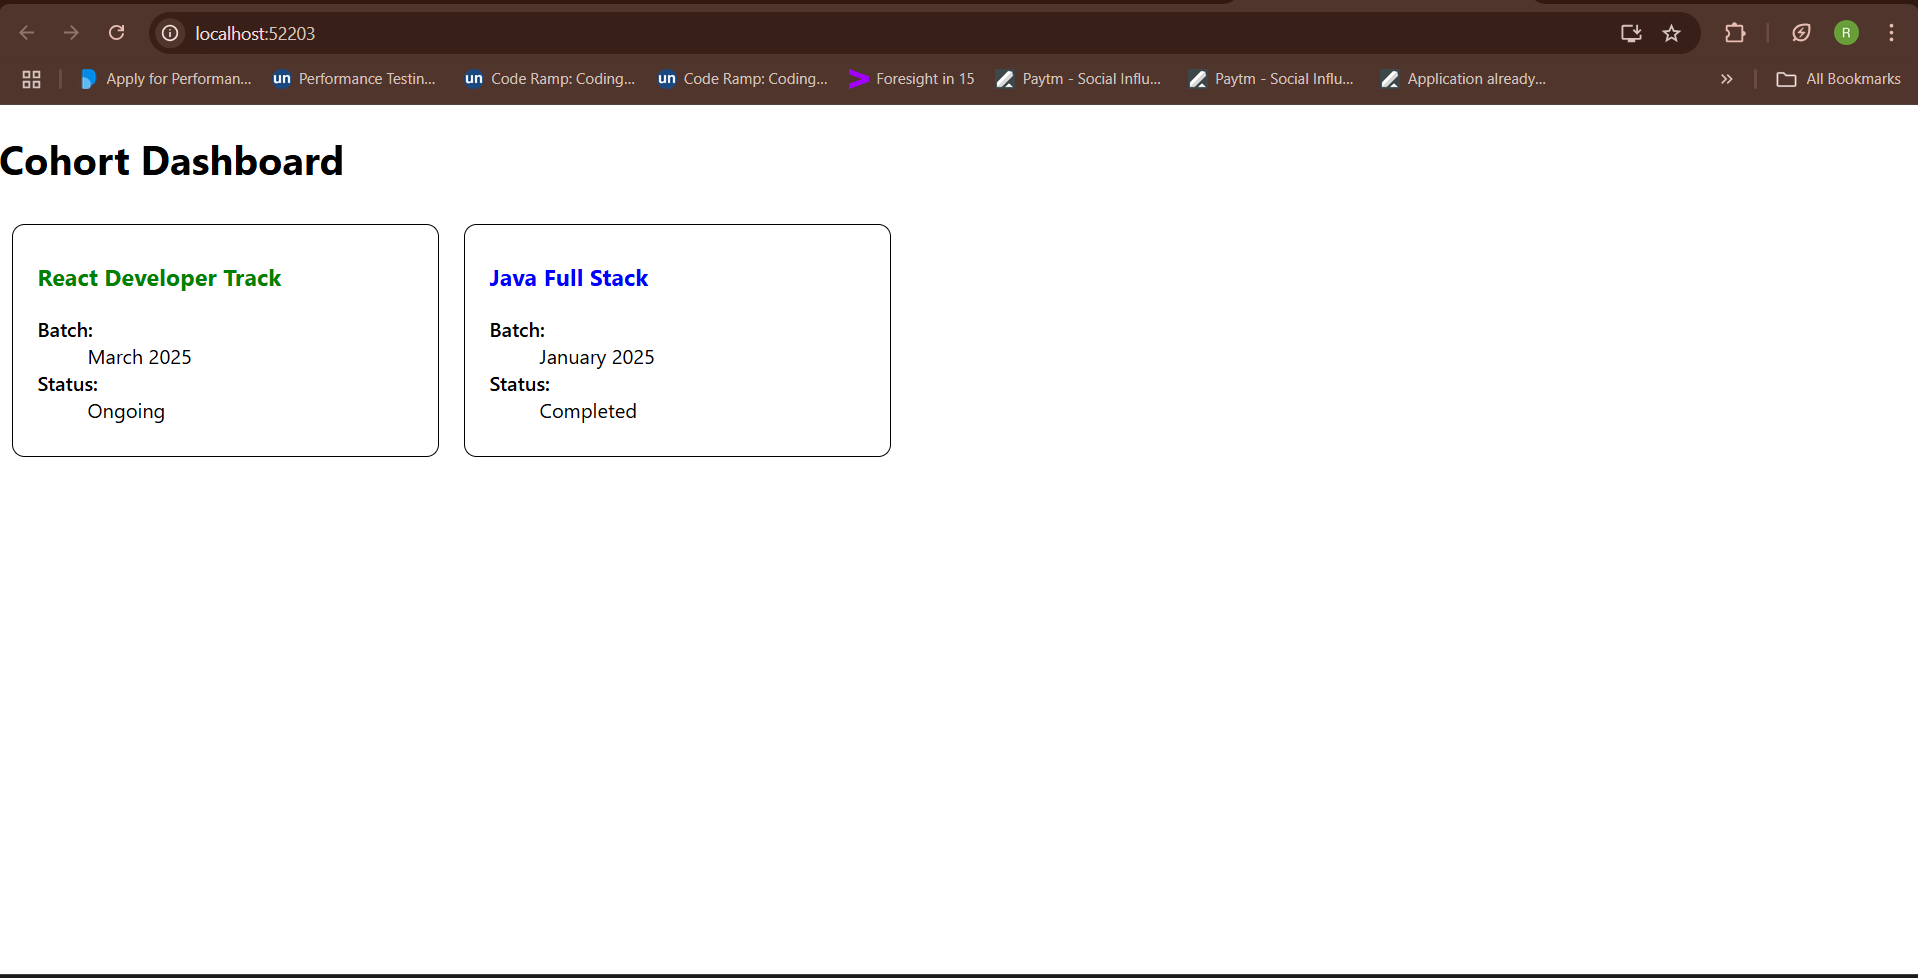 localhost:52203
R
Apply for Performan...
un Performance Testin...
un Code Ramp: Coding...
un Code Ramp: Coding...
Foresight in 15
Paytm - Social Influ...
Paytm - Social Influ...
Application already...
All Bookmarks
Cohort Dashboard
React Developer Track
Batch:
March 2025
Status:
Ongoing
Java Full Stack
Batch:
January 2025
Status:
Completed